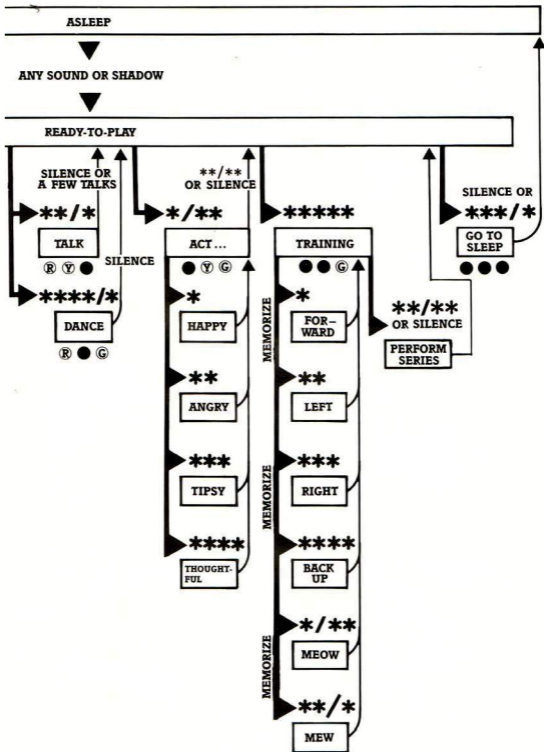 ASLEEP
ANY SOUND OR SHADOW
READY-TO-PLAY
SILENCE OR
A FEW TALKS
**/*
TALK
Ⓡ Ⓨ ●
SILENCE
****/*
DANCE
Ⓡ ● Ⓖ
**/**
OR SILENCE
*/**
ACT ...
● Ⓨ Ⓖ
*
HAPPY
**
ANGRY
***
TIPSY
****
THOUGHT-
FUL
*****
TRAINING
● ● Ⓖ
MEMORIZE
*
FOR-
WARD
**
LEFT
MEMORIZE
***
RIGHT
****
BACK
UP
*/**
MEOW
MEMORIZE
**/*
MEW
**/**
OR SILENCE
PERFORM
SERIES
SILENCE OR
***/*
GO TO
SLEEP
● ● ●